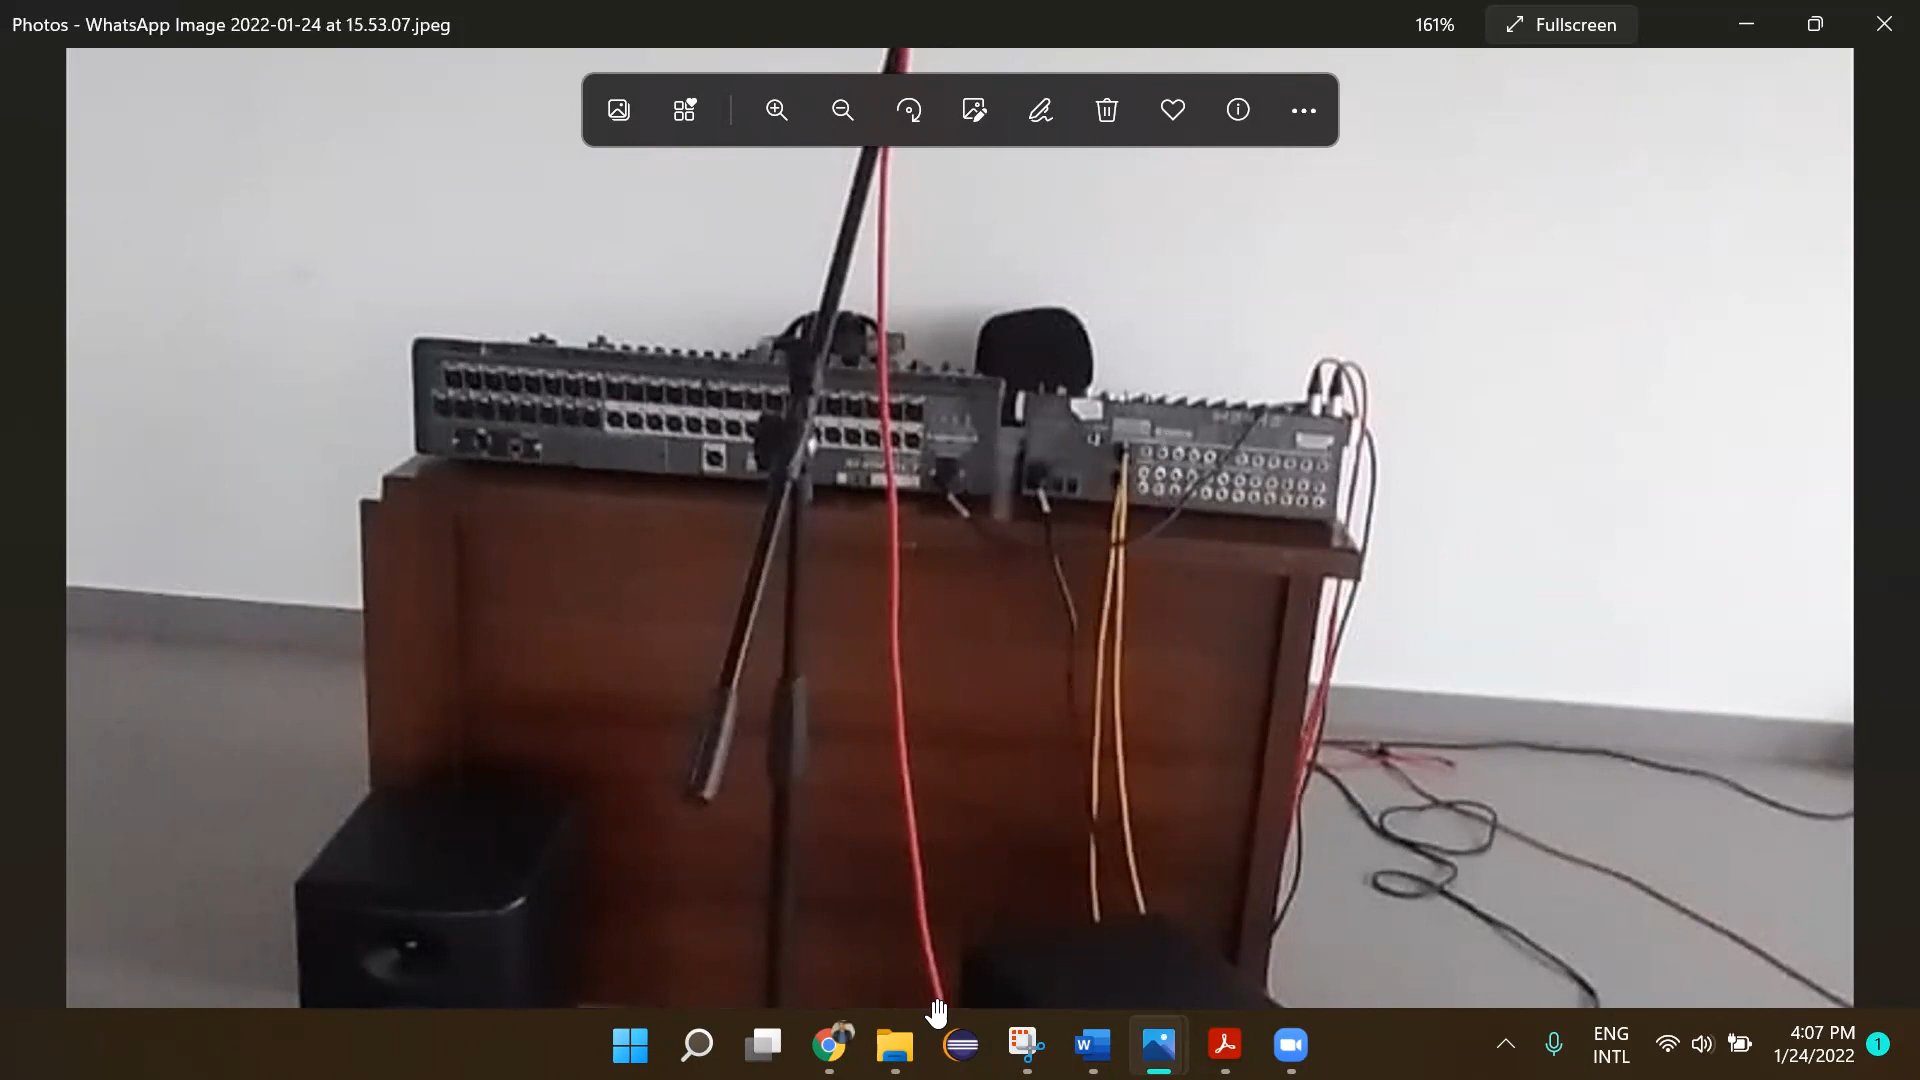 Photos - WhatsApp Image 2022-01-24 at 15.53.07.jpeg
161%
Fullscreen
ENG
INTL
4:07 PM
1/24/2022
1